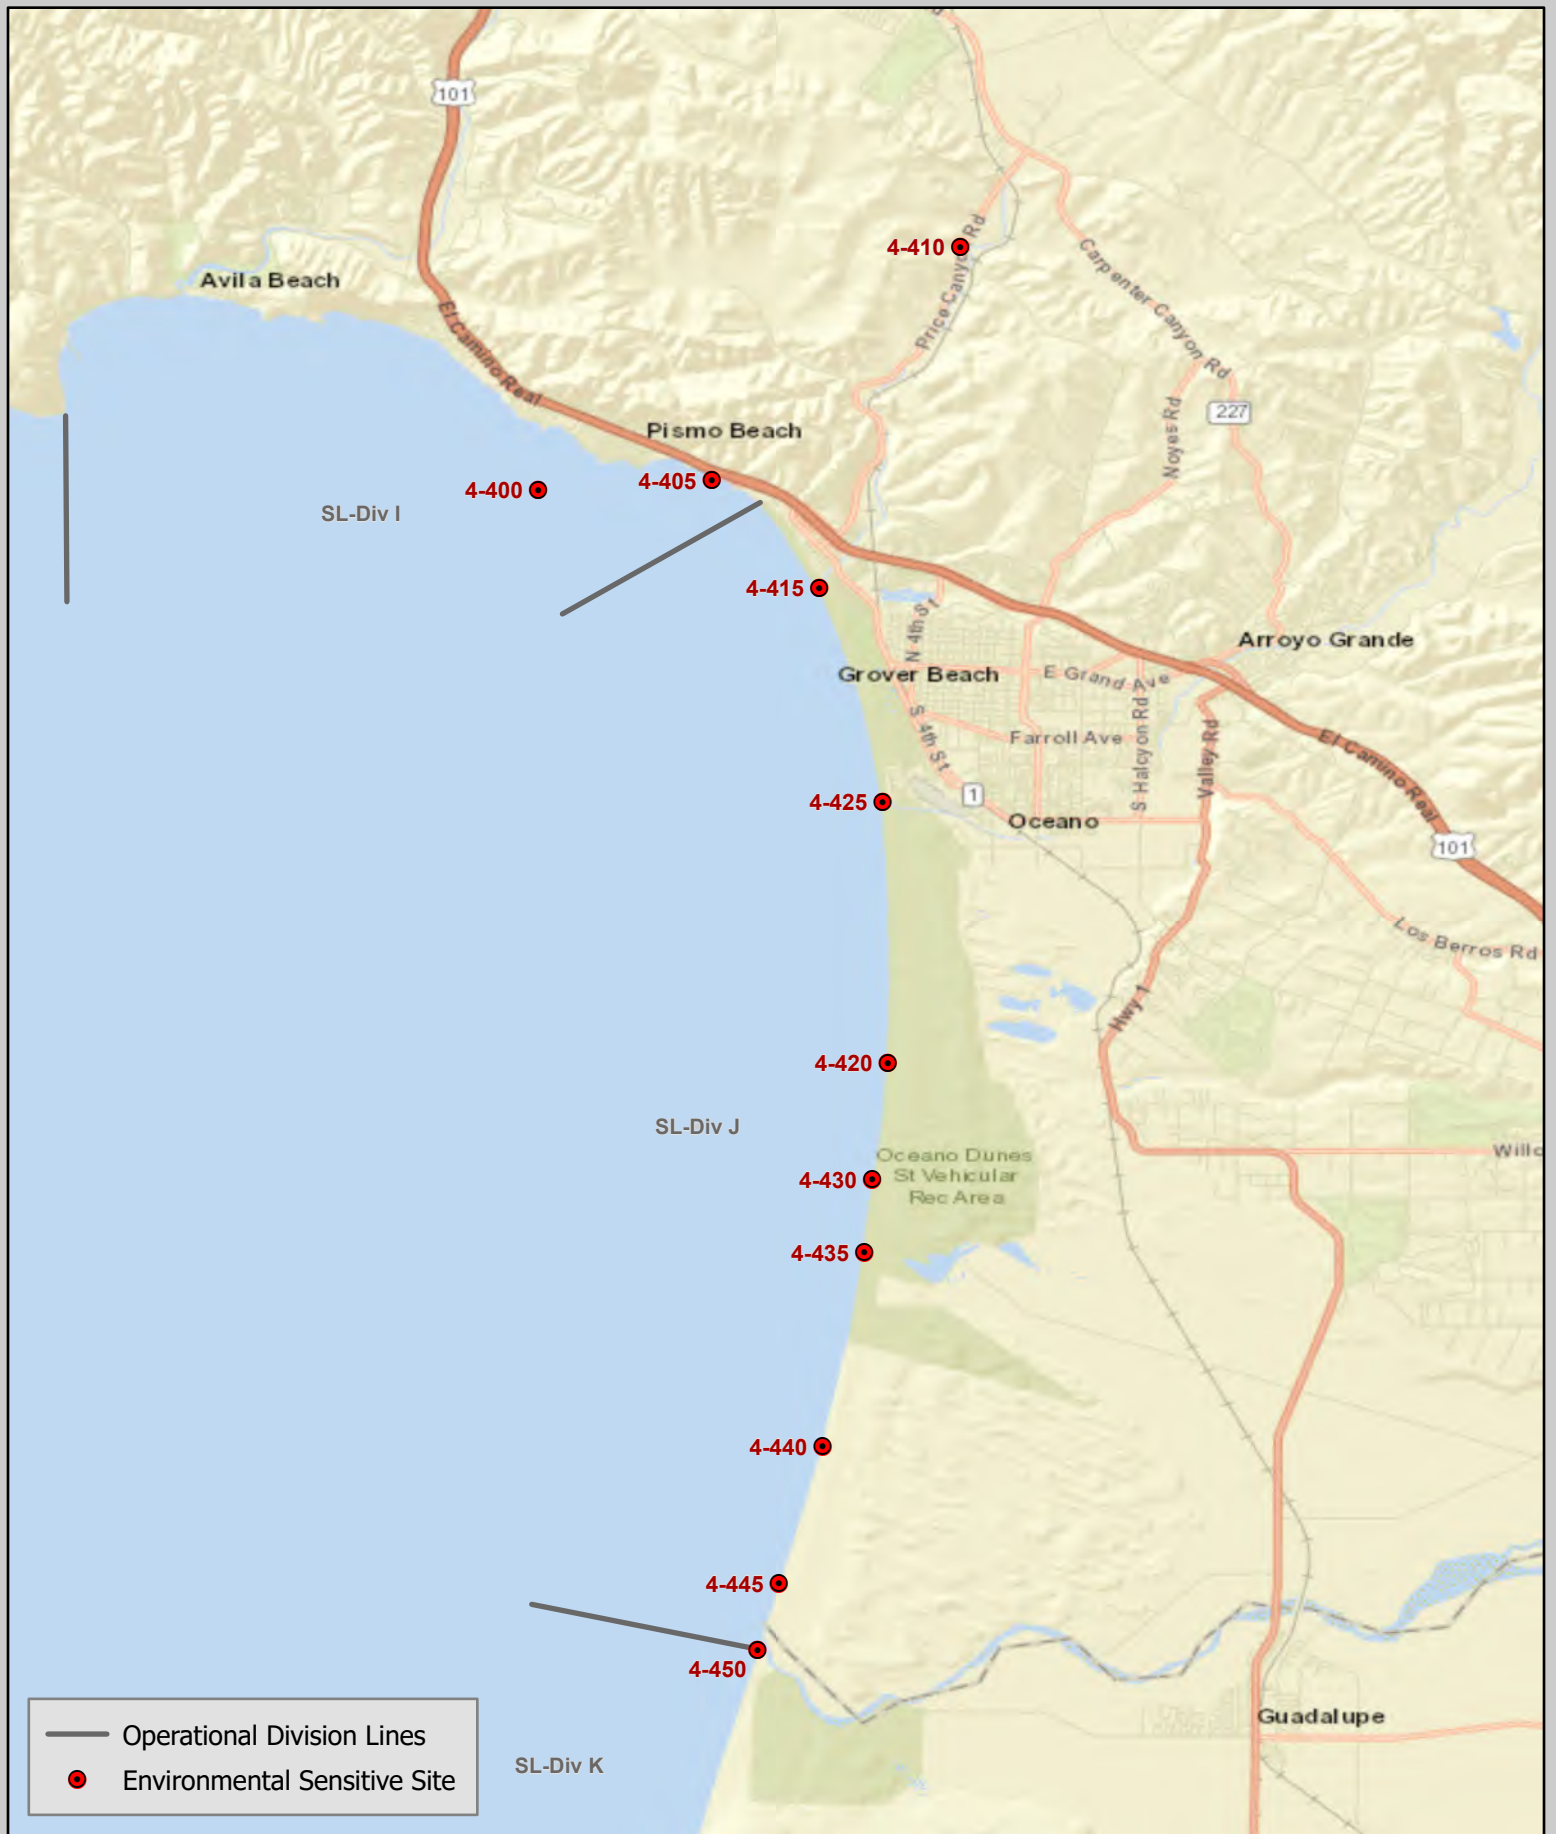 101
4-410
Price Canyon Rd
Carpenter Canyon Rd
Avila Beach
El Camino Real
Noyes Rd
227
Pismo Beach
4-405
4-400
SL-Div I
4-415
N 4th St
Arroyo Grande
Grover Beach
E Grand Ave
S 4th St
Farroll Ave
S Halcyon Rd
Valley Rd
El Camino Real
4-425
1
Oceano
101
Los Berros Rd
Hwy 1
4-420
SL-Div J
Oceano Dunes
St Vehicular
Rec Area
Willo
4-430
4-435
4-440
4-445
4-450
Guadalupe
SL-Div K
Operational Division Lines
Environmental Sensitive Site